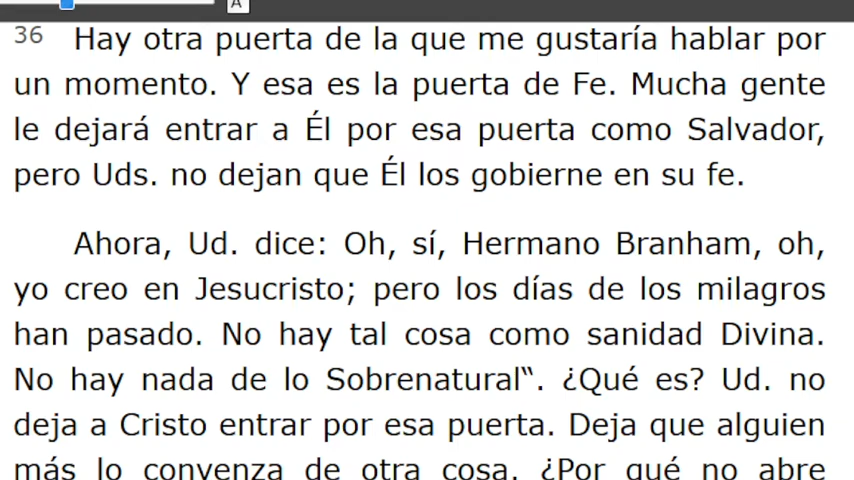 A
36 Hay otra puerta de la que me gustaría hablar por
un momento. Y esa es la puerta de Fe. Mucha gente
le dejará entrar a Él por esa puerta como Salvador,
pero Uds. no dejan que Él los gobierne en su fe.
Ahora, Ud. dice: Oh, sí, Hermano Branham, oh,
yo creo en Jesucristo; pero los días de los milagros
han pasado. No hay tal cosa como sanidad Divina.
No hay nada de lo Sobrenatural“. ¿Qué es? Ud. no
deja a Cristo entrar por esa puerta. Deja que alguien
más lo convenza de otra cosa. ¿Por qué no abre